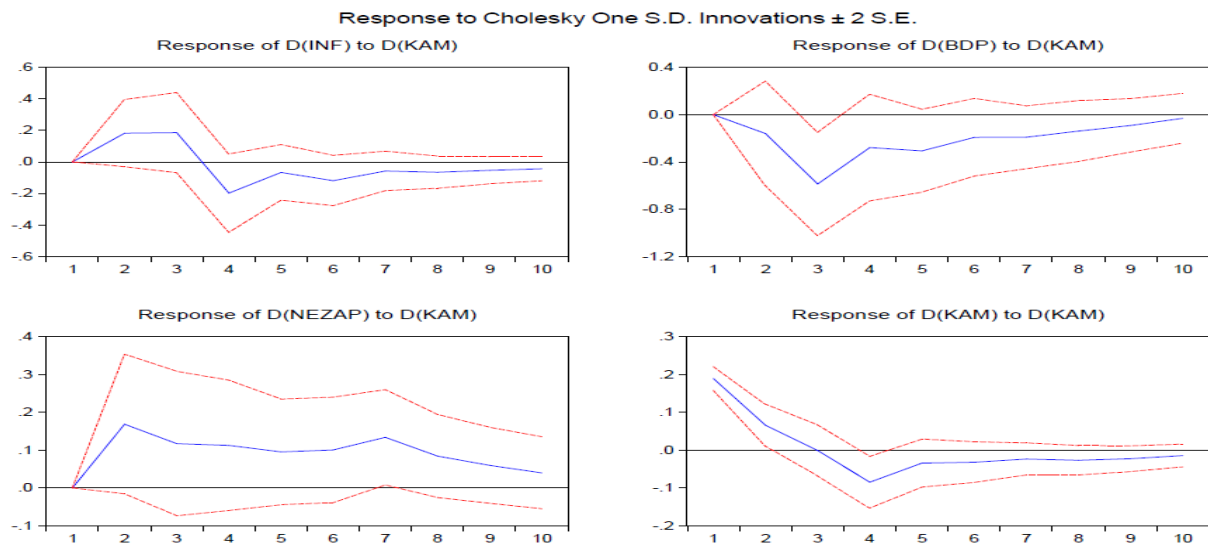 Response to Cholesky One S.D. Innovations ± 2 S.E.
Response of D(INF) to D(KAM)
.6
.4
.2
.0
-.2
-.4
-.6
1 2 3 4 5 6 7 8 9 10
Response of D(BDP) to D(KAM)
0.4
0.0
-0.4
-0.8
-1.2
1 2 3 4 5 6 7 8 9 10
Response of D(NEZAP) to D(KAM)
.4
.3
.2
.1
.0
-.1
1 2 3 4 5 6 7 8 9 10
Response of D(KAM) to D(KAM)
.3
.2
.1
.0
-.1
-.2
1 2 3 4 5 6 7 8 9 10